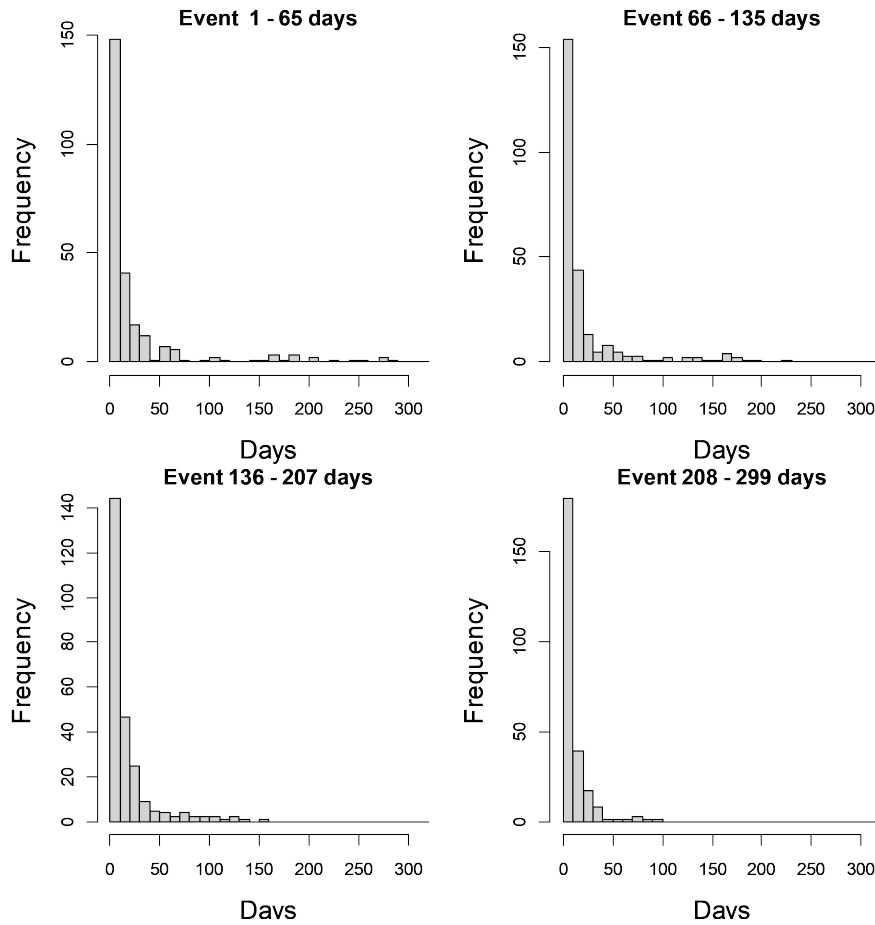 Event 1 - 65 days
Frequency
0 50 100 150
0 50 100 150 200 250 300
Days
Event 66 - 135 days
Frequency
0 50 100 150
0 50 100 150 200 250 300
Days
Event 136 - 207 days
Frequency
0 20 40 60 80 100 120 140
0 50 100 150 200 250 300
Days
Event 208 - 299 days
Frequency
0 50 100 150
0 50 100 150 200 250 300
Days